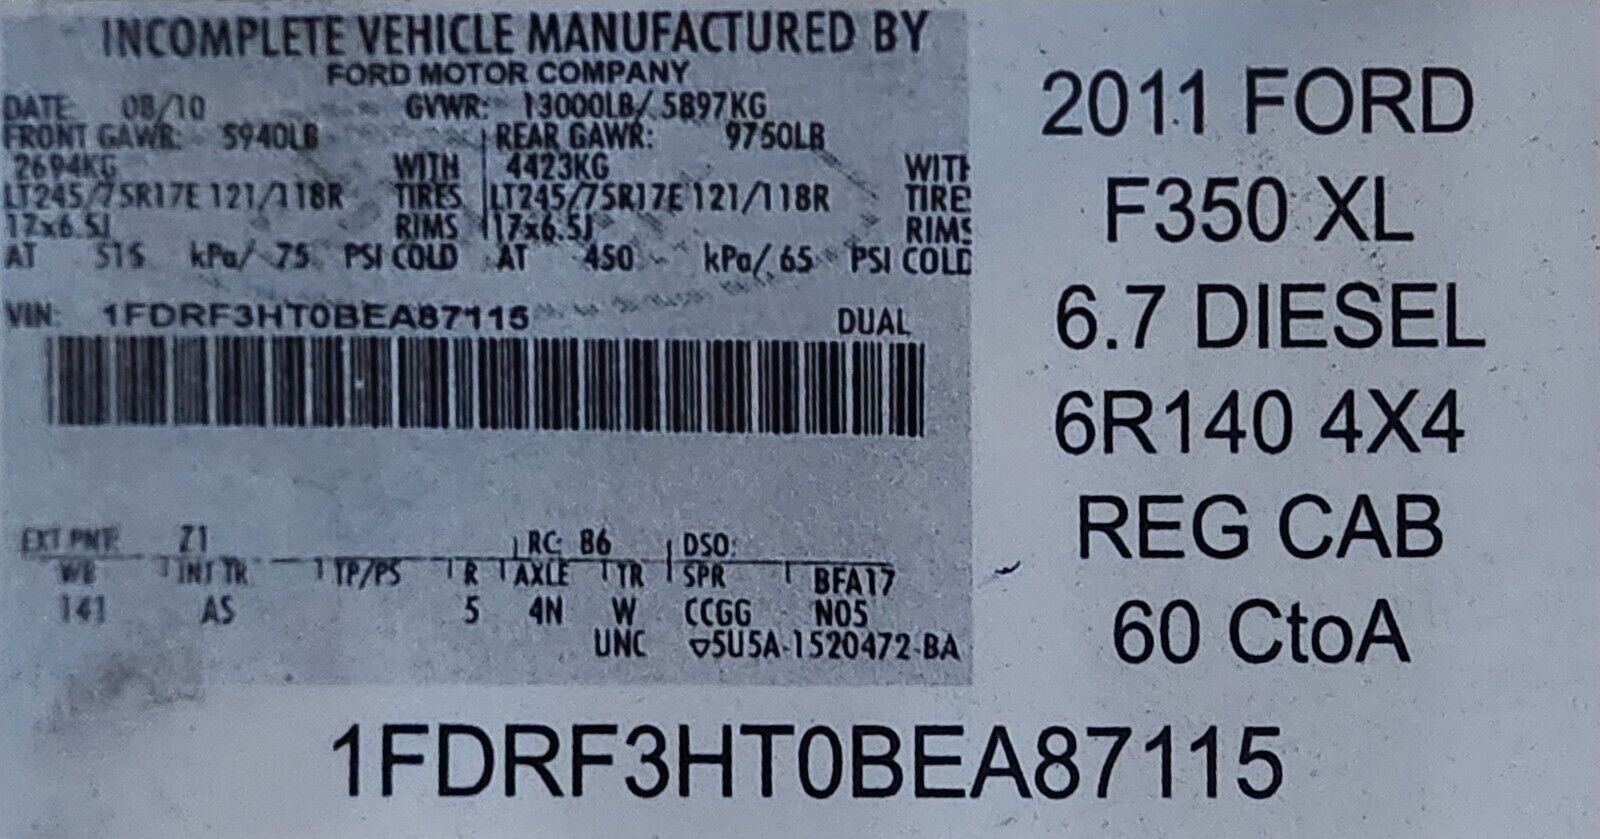 INCOMPLETE VEHICLE MANUFACTURED BY
FORD MOTOR COMPANY
DATE: 08/10 GVWR: 13000LB/ 5897KG
FRONT GAWR: 5940LB REAR GAWR: 9750LB
2694KG WITH 4423KG WITH
LT245/75R17E 121/118R TIRES LT245/75R17E 121/118R TIRES
17x6.5J RIMS 17x6.5J RIMS
AT 515 kPa/ 75 PSI COLD AT 450 kPa/ 65 PSI COLD
VIN: 1FDRF3HT0BEA87115 DUAL
EXT PNT: Z1 RC: B6 DSO:
WB INT TR TP/PS R AXLE TR SPR BFA17
141 AS 5 4N W CCGG N05
UNC ▽5U5A-1520472-BA
2011 FORD
F350 XL
6.7 DIESEL
6R140 4X4
REG CAB
60 CtoA
1FDRF3HT0BEA87115